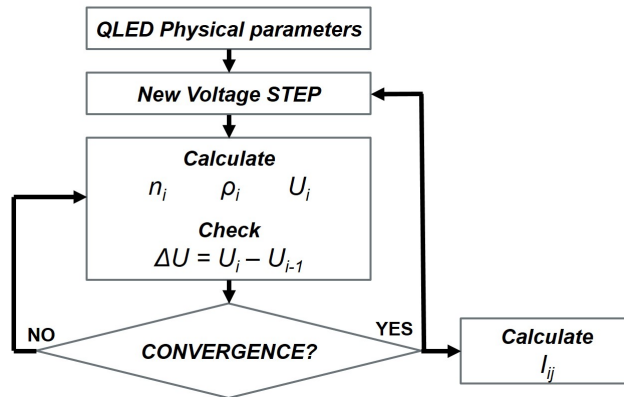 QLED Physical parameters
New Voltage STEP
Calculate
nᵢ ρᵢ Uᵢ
Check
ΔU = Uᵢ – Uᵢ₋₁
NO
YES
CONVERGENCE?
Calculate
Iᵢⱼ